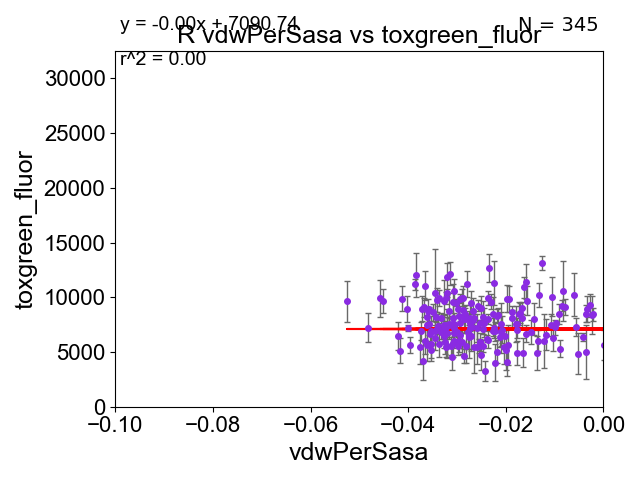 y = -0.00x + 7090.74
N = 345
R vdwPerSasa vs toxgreen_fluor
r^2 = 0.00
30000
25000
20000
15000
10000
5000
0
toxgreen_fluor
−0.10 −0.08 −0.06 −0.04 −0.02 0.00
vdwPerSasa